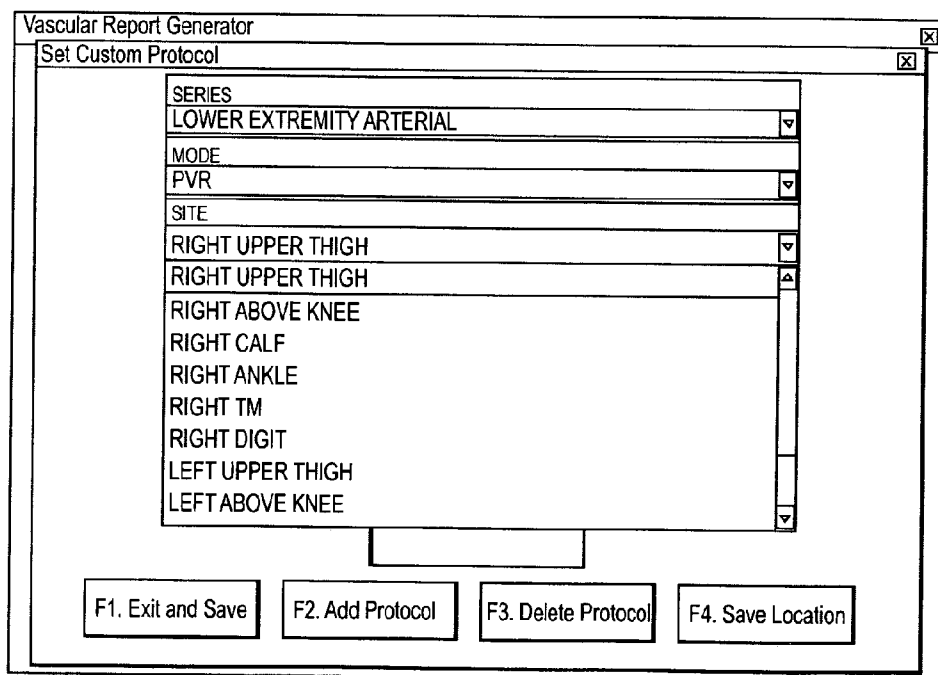 Vascular Report Generator
Set Custom Protocol
SERIES
LOWER EXTREMITY ARTERIAL
MODE
PVR
SITE
RIGHT UPPER THIGH
RIGHT UPPER THIGH
RIGHT ABOVE KNEE
RIGHT CALF
RIGHT ANKLE
RIGHT TM
RIGHT DIGIT
LEFT UPPER THIGH
LEFT ABOVE KNEE
F1. Exit and Save F2. Add Protocol F3. Delete Protocol F4. Save Location